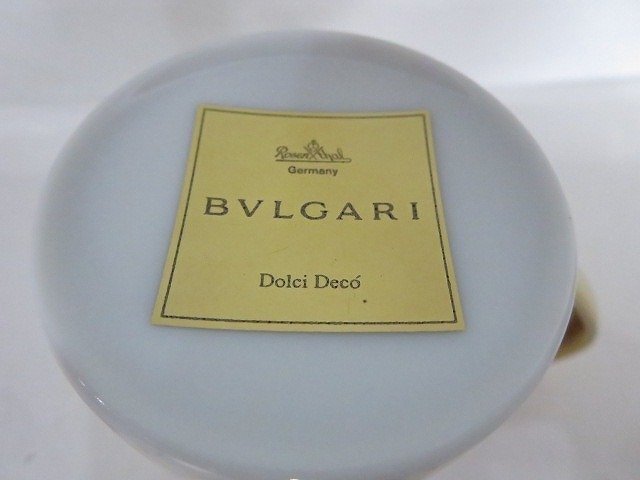 Rosenthal
Germany
BVLGARI
Dolci Decó